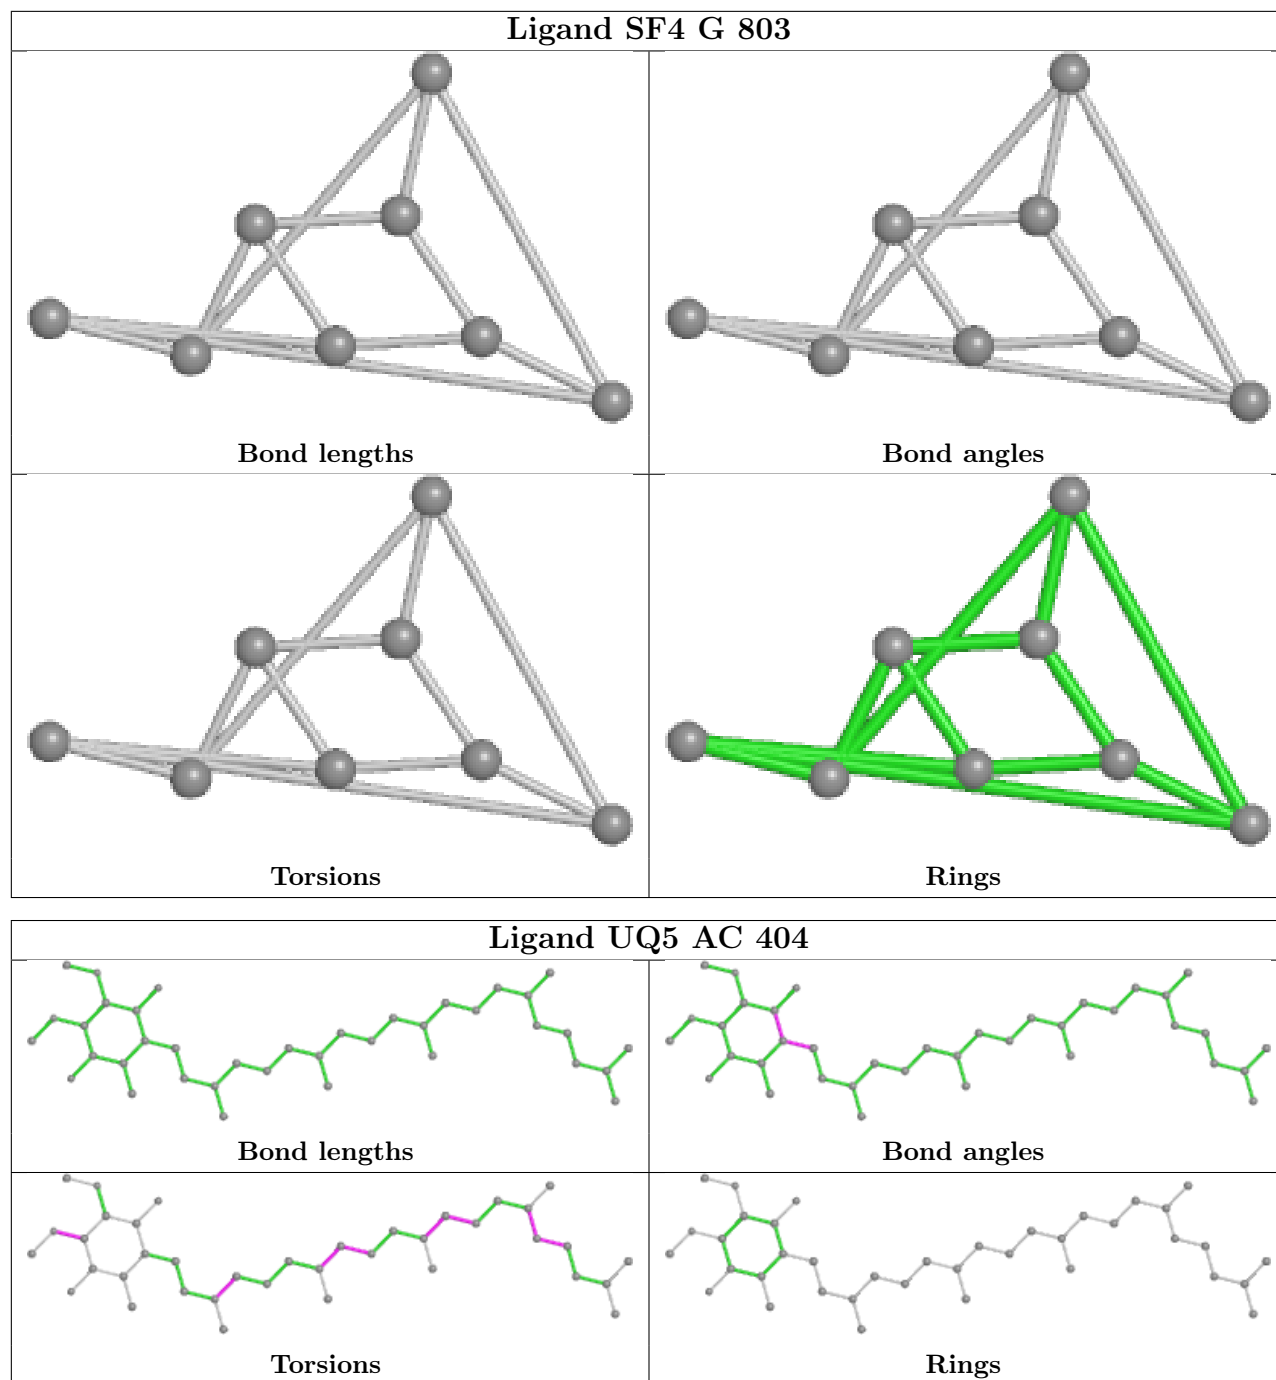 Ligand SF4 G 803
Bond lengths
Bond angles
Torsions
Rings
Ligand UQ5 AC 404
Bond lengths
Bond angles
Torsions
Rings